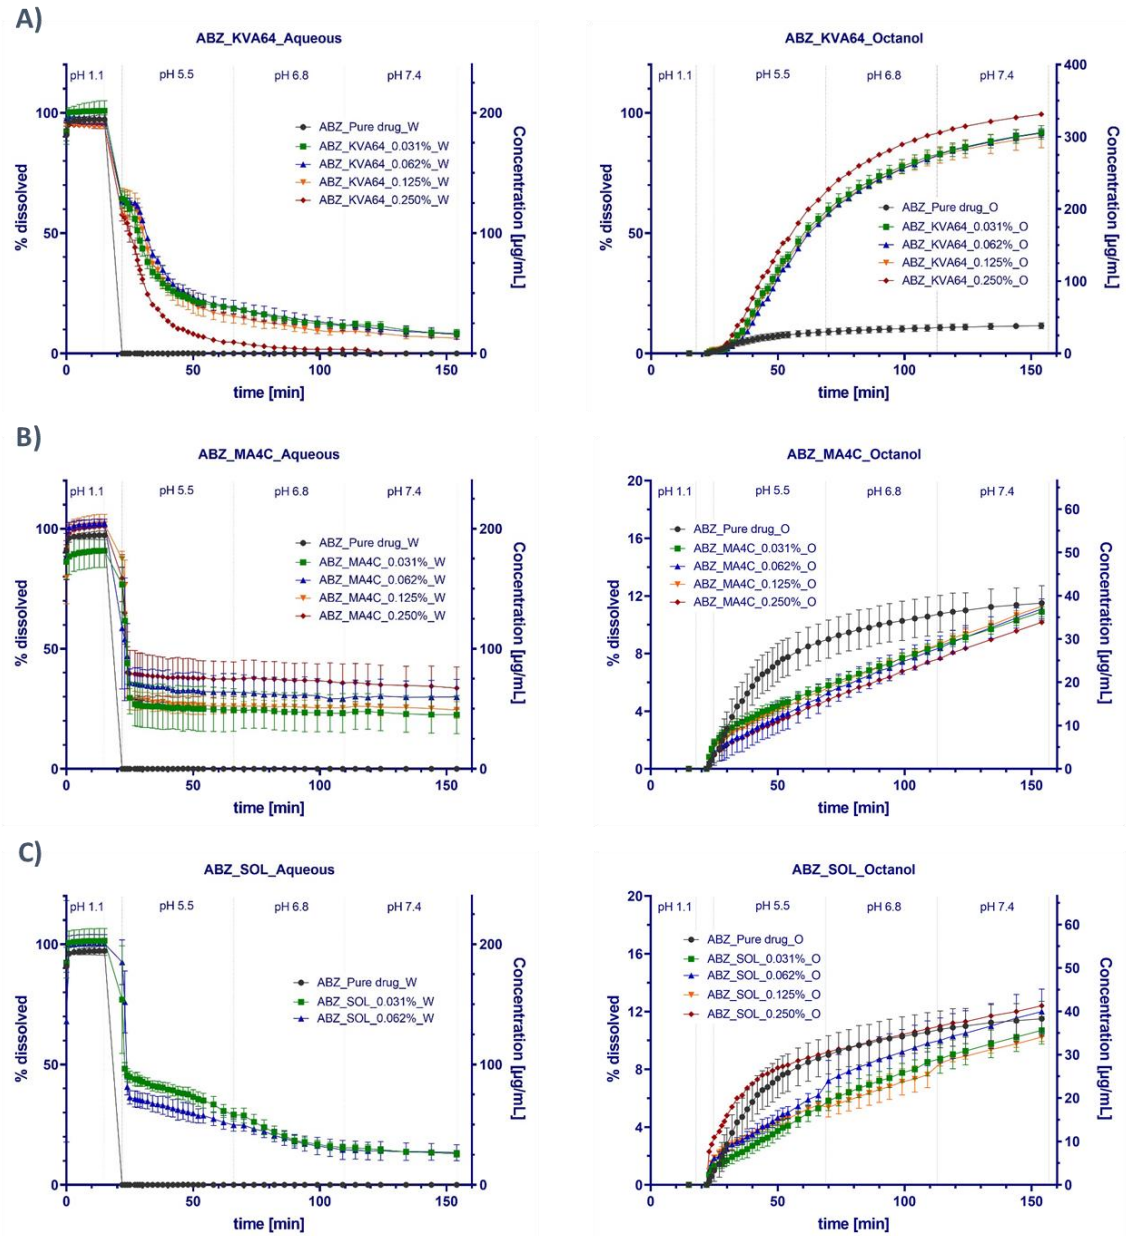 A)
ABZ_KVA64_Aqueous
pH 1.1
pH 5.5
pH 6.8
pH 7.4
100
50
0
200
100
0
% dissolved
Concentration [µg/mL]
ABZ_Pure drug_W
ABZ_KVA64_0.031%_W
ABZ_KVA64_0.062%_W
ABZ_KVA64_0.125%_W
ABZ_KVA64_0.250%_W
0
50
100
150
time [min]
ABZ_KVA64_Octanol
pH 1.1
pH 5.5
pH 6.8
pH 7.4
100
50
0
400
300
200
100
0
% dissolved
Concentration [µg/mL]
ABZ_Pure drug_O
ABZ_KVA64_0.031%_O
ABZ_KVA64_0.062%_O
ABZ_KVA64_0.125%_O
ABZ_KVA64_0.250%_O
0
50
100
150
time [min]
B)
ABZ_MA4C_Aqueous
pH 1.1
pH 5.5
pH 6.8
pH 7.4
100
50
0
200
100
0
% dissolved
Concentration [µg/mL]
ABZ_Pure drug_W
ABZ_MA4C_0.031%_W
ABZ_MA4C_0.062%_W
ABZ_MA4C_0.125%_W
ABZ_MA4C_0.250%_W
0
50
100
150
time [min]
ABZ_MA4C_Octanol
pH 1.1
pH 5.5
pH 6.8
pH 7.4
20
16
12
8
4
0
60
50
40
30
20
10
0
% dissolved
Concentration [µg/mL]
ABZ_Pure drug_O
ABZ_MA4C_0.031%_O
ABZ_MA4C_0.062%_O
ABZ_MA4C_0.125%_O
ABZ_MA4C_0.250%_O
0
50
100
150
time [min]
C)
ABZ_SOL_Aqueous
pH 1.1
pH 5.5
pH 6.8
pH 7.4
100
50
0
200
100
0
% dissolved
Concentration [µg/mL]
ABZ_Pure drug_W
ABZ_SOL_0.031%_W
ABZ_SOL_0.062%_W
0
50
100
150
time [min]
ABZ_SOL_Octanol
pH 1.1
pH 5.5
pH 6.8
pH 7.4
20
16
12
8
4
0
60
50
40
30
20
10
0
% dissolved
Concentration [µg/mL]
ABZ_Pure drug_O
ABZ_SOL_0.031%_O
ABZ_SOL_0.062%_O
ABZ_SOL_0.125%_O
ABZ_SOL_0.250%_O
0
50
100
150
time [min]